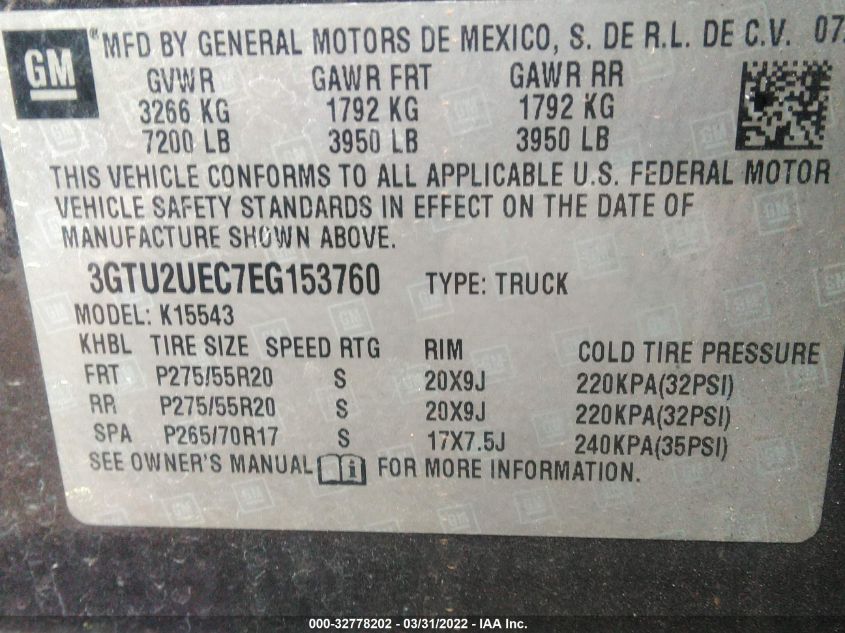 GM
MFD BY GENERAL MOTORS DE MEXICO, S. DE R.L. DE C.V. 07
GVWR GAWR FRT GAWR RR
3266 KG 1792 KG 1792 KG
7200 LB 3950 LB 3950 LB
THIS VEHICLE CONFORMS TO ALL APPLICABLE U.S. FEDERAL MOTOR
VEHICLE SAFETY STANDARDS IN EFFECT ON THE DATE OF
MANUFACTURE SHOWN ABOVE.
3GTU2UEC7EG153760 TYPE: TRUCK
MODEL: K15543
KHBL TIRE SIZE SPEED RTG RIM COLD TIRE PRESSURE
FRT P275/55R20 S 20X9J 220KPA(32PSI)
RR P275/55R20 S 20X9J 220KPA(32PSI)
SPA P265/70R17 S 17X7.5J 240KPA(35PSI)
SEE OWNER'S MANUAL FOR MORE INFORMATION.
000-32778202 - 03/31/2022 - IAA Inc.